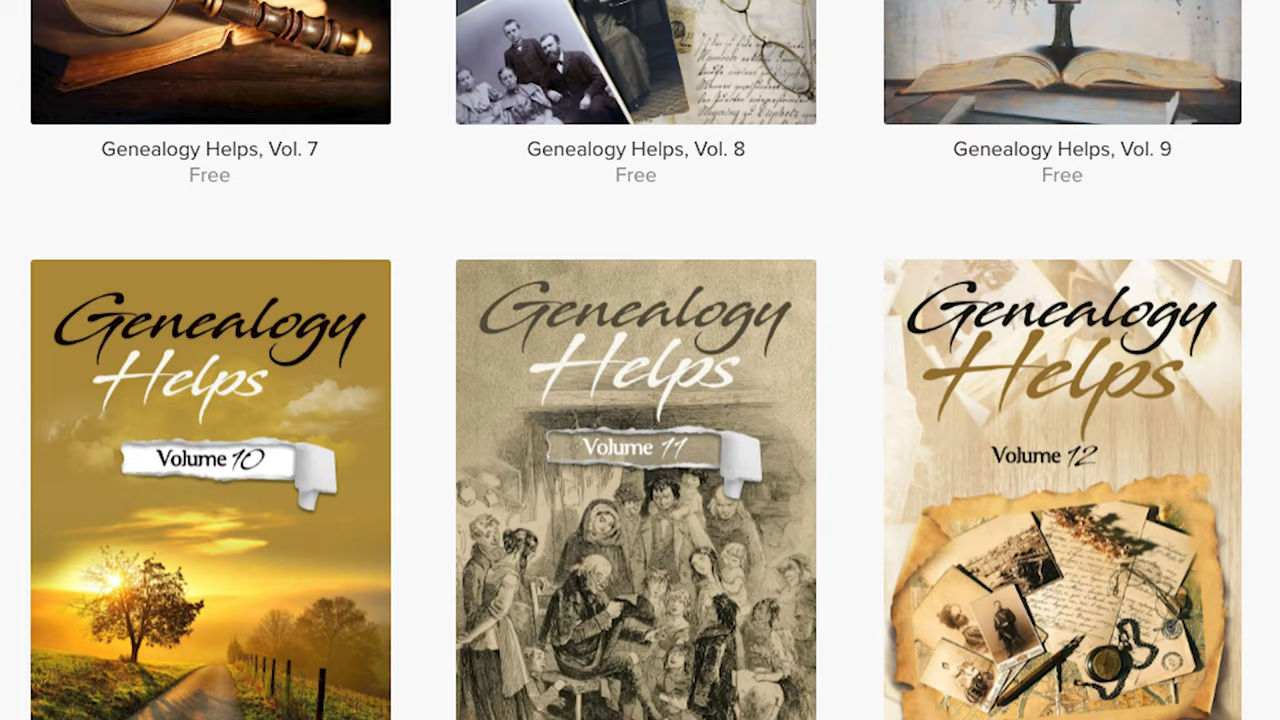 Genealogy Helps, Vol. 7
Free
Genealogy Helps, Vol. 8
Free
Genealogy Helps, Vol. 9
Free
Genealogy
Helps
Volume 10
Genealogy
Helps
Volume 11
Genealogy
Helps
Volume 12